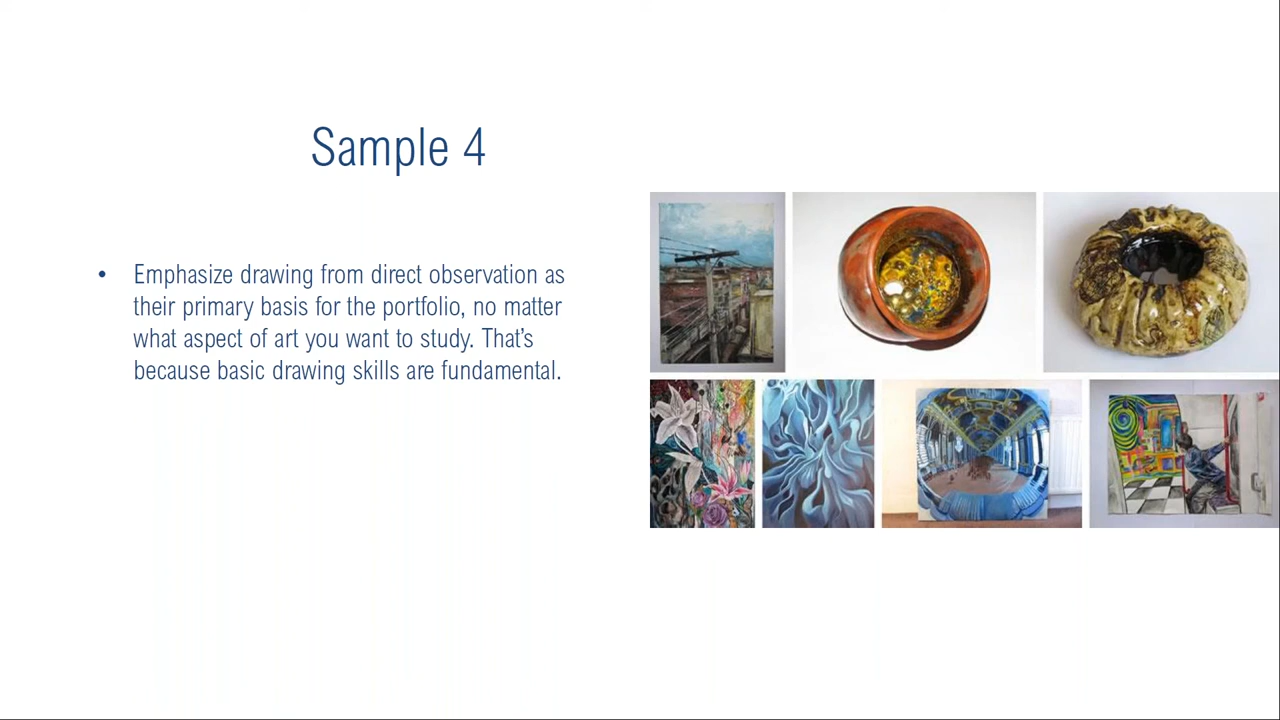 Sample 4
• Emphasize drawing from direct observation as
their primary basis for the portfolio, no matter
what aspect of art you want to study. That's
because basic drawing skills are fundamental.